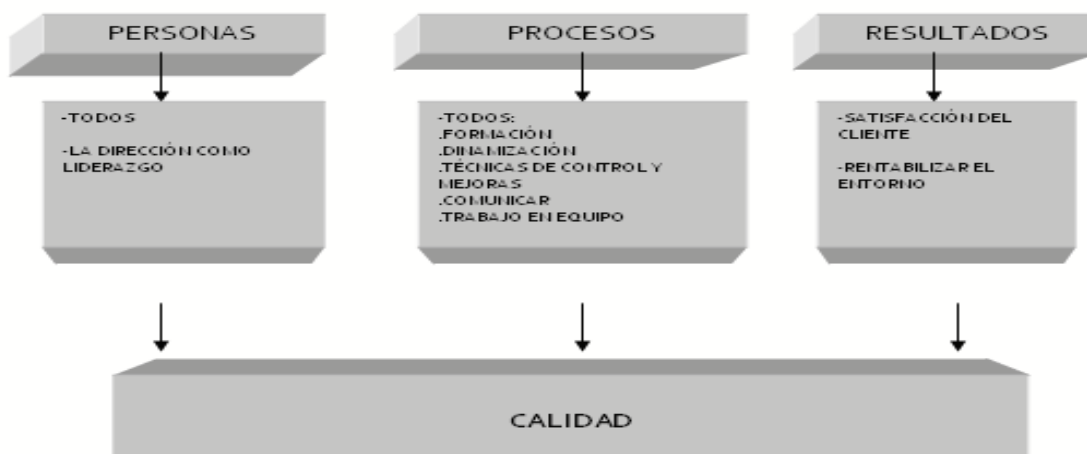 PERSONAS
PROCESOS
RESULTADOS
-TODOS
-LA DIRECCIÓN COMO
LIDERAZGO
-TODOS:
.FORMACIÓN
.DINAMIZACIÓN
.TÉCNICAS DE CONTROL Y
MEJORAS
.COMUNICAR
.TRABAJO EN EQUIPO
-SATISFACCIÓN DEL
CLIENTE
-RENTABILIZAR EL
ENTORNO
CALIDAD